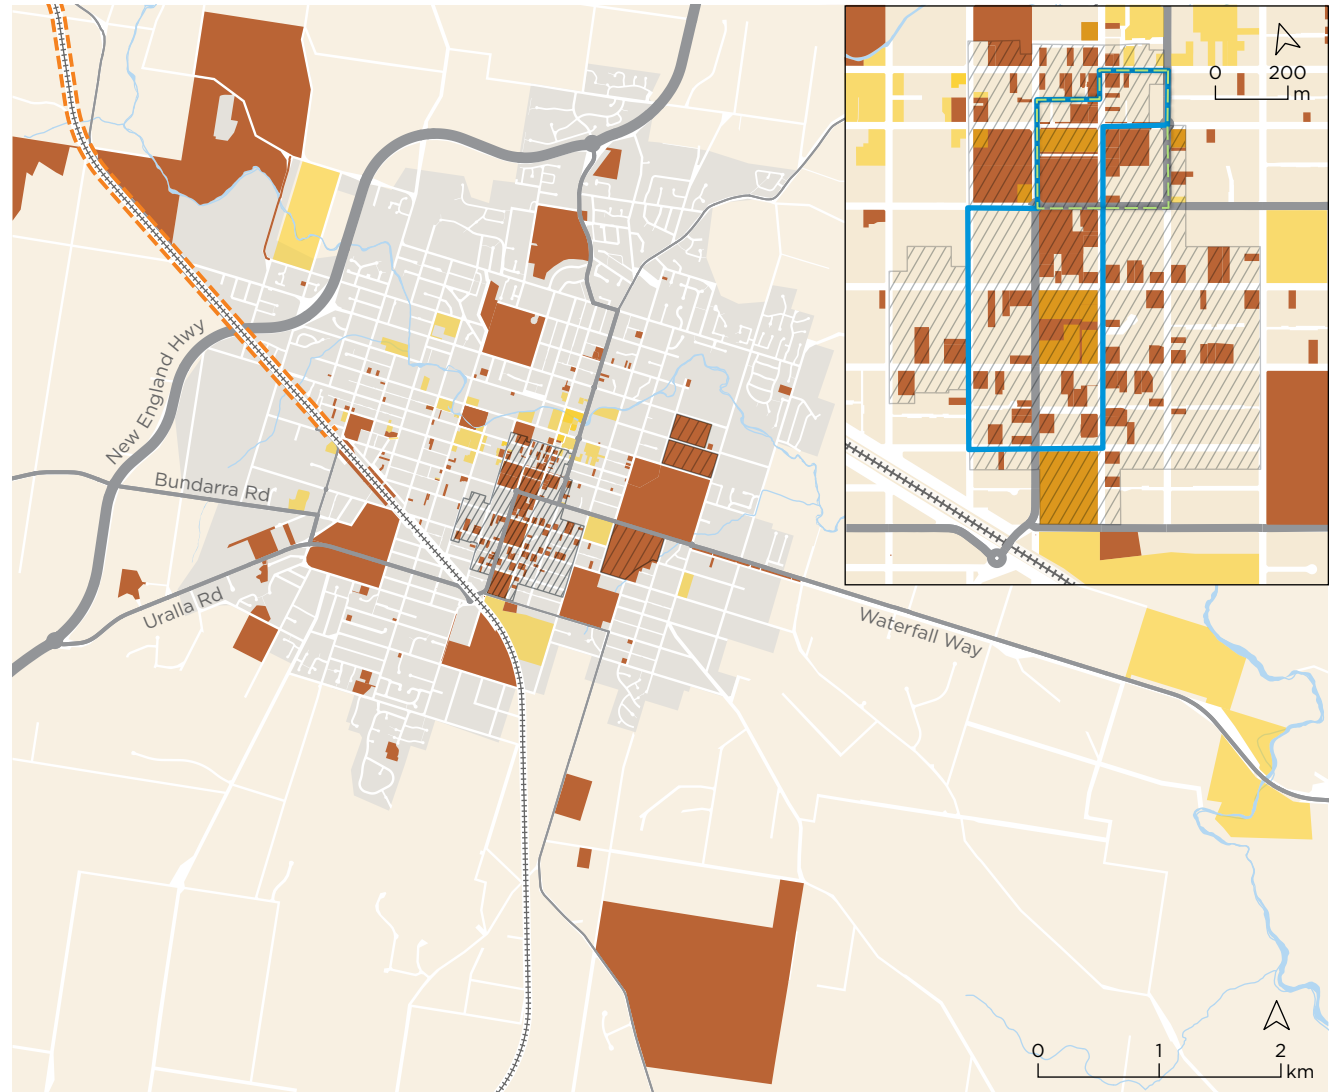 0 200
m
New England Hwy
Bundarra Rd
Uralla Rd
Waterfall Way
0 1 2
km